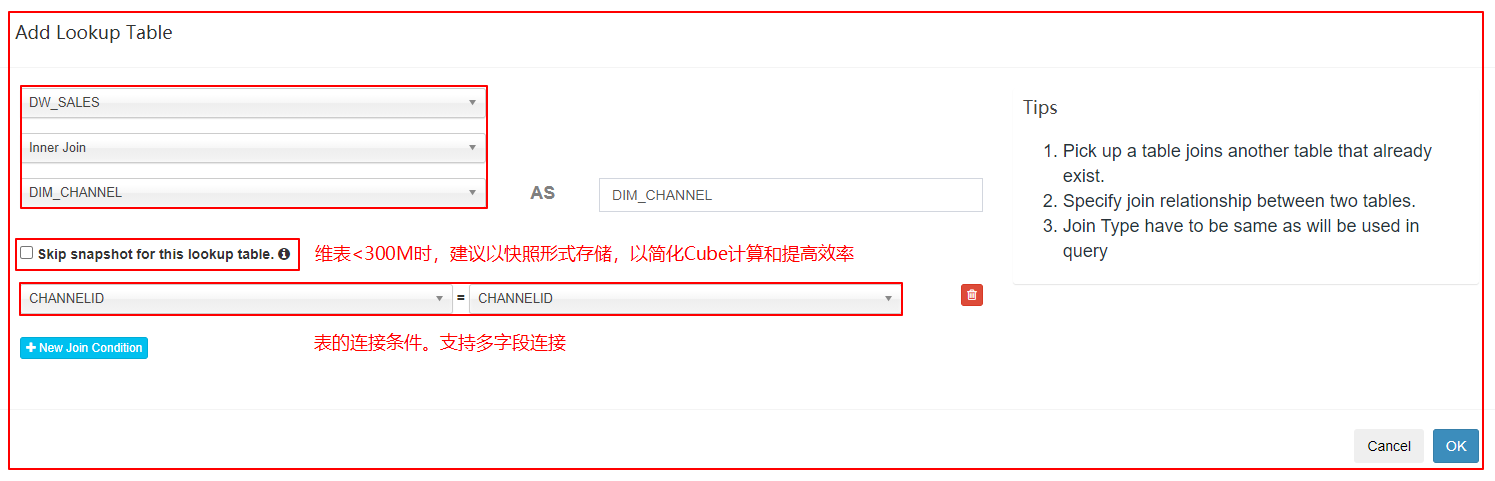 Add Lookup Table
DW_SALES
Inner Join
DIM_CHANNEL
AS
DIM_CHANNEL
Skip snapshot for this lookup table.
维表<300M时，建议以快照形式存储，以简化Cube计算和提高效率
CHANNELID = CHANNELID
New Join Condition
表的连接条件。支持多字段连接
Tips
1. Pick up a table joins another table that already
exist.
2. Specify join relationship between two tables.
3. Join Type have to be same as will be used in
query
Cancel
OK